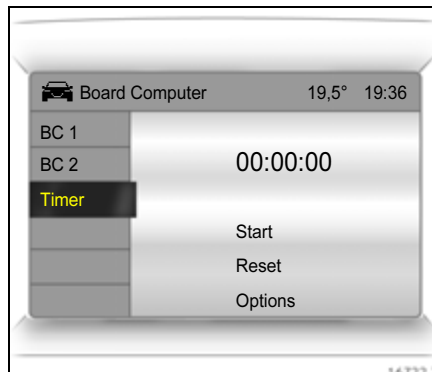 Board Computer 19,5° 19:36
BC 1
BC 2
00:00:00
Timer
Start
Reset
Options